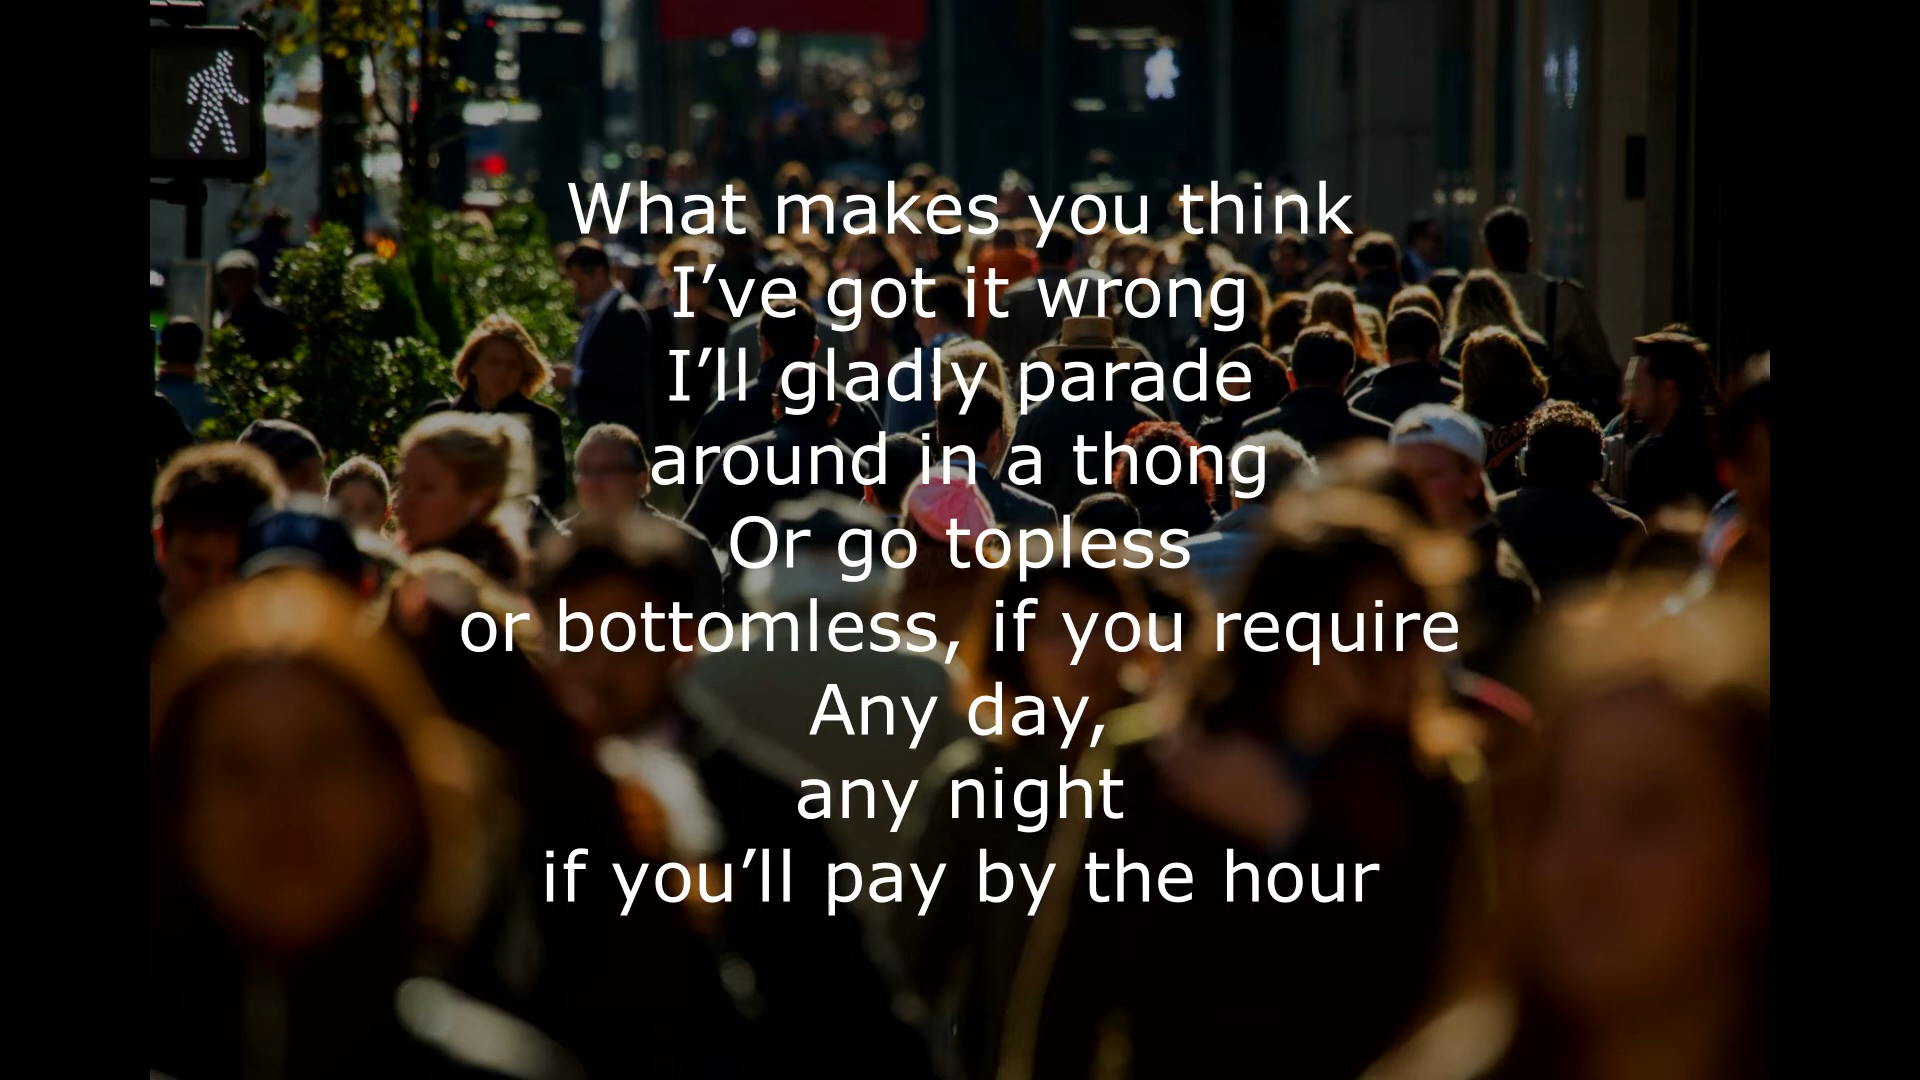 What makes you think
I’ve got it wrong
I’ll gladly parade
around in a thong
Or go topless
or bottomless, if you require
Any day,
any night
if you’ll pay by the hour